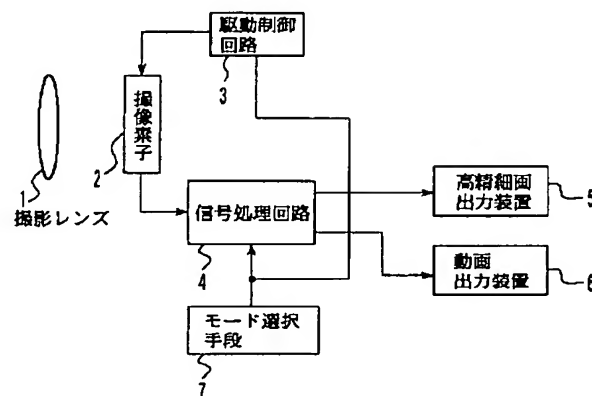 駆動制御
回路
3
撮像素子
2
1
撮影レンズ
信号処理回路
4
高精細画
出力装置
5
動画
出力装置
6
モード選択
手段
7